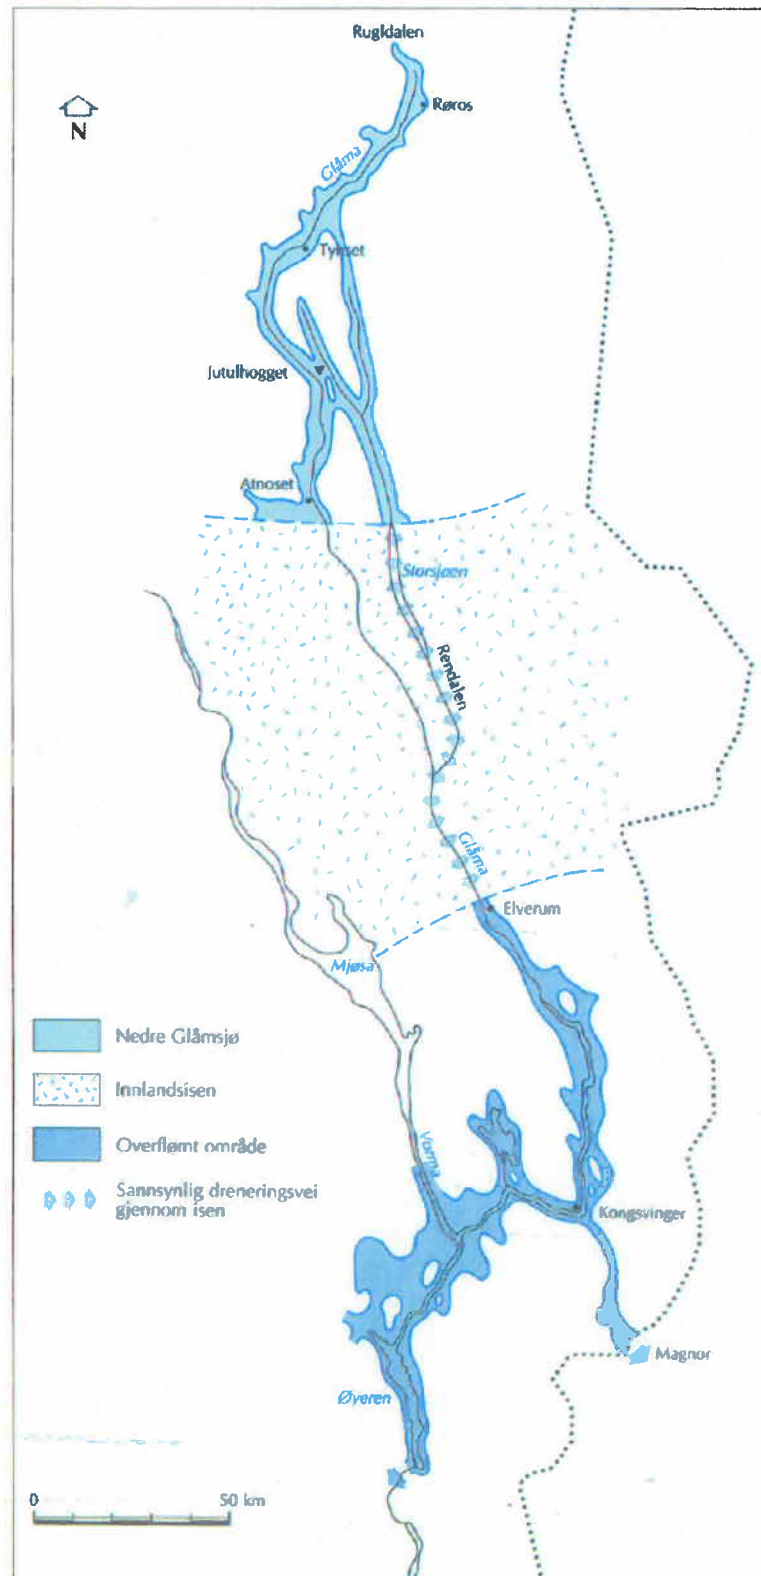 Rugldalen
N
Røros
Glåma
Tynset
Jutulhogget
Atnoset
Storsjøen
Rendalen
Glåma
Elverum
Mjøsa
Nedre Glåmsjø
Innlandsisen
Overflømt område
Sannsynlig dreneringsvei
gjennom isen
Vorma
Kongsvinger
Magnor
Øyeren
0 50 km